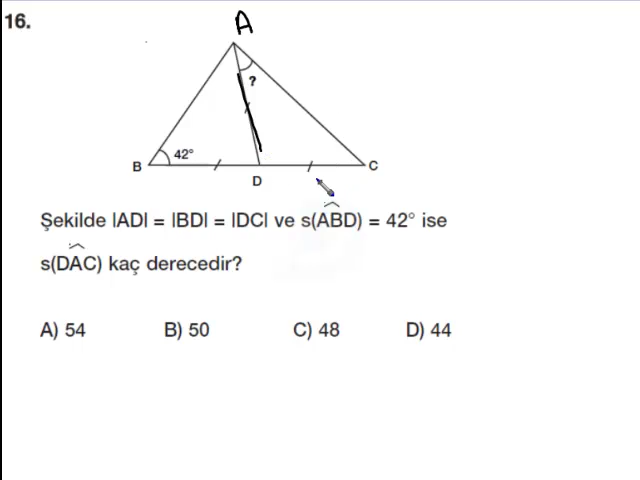 16.
A
?
B
42°
C
D
Şekilde |AD| = |BD| = |DC| ve s(ABD) = 42° ise
s(DAC) kaç derecedir?
A) 54 B) 50 C) 48 D) 44